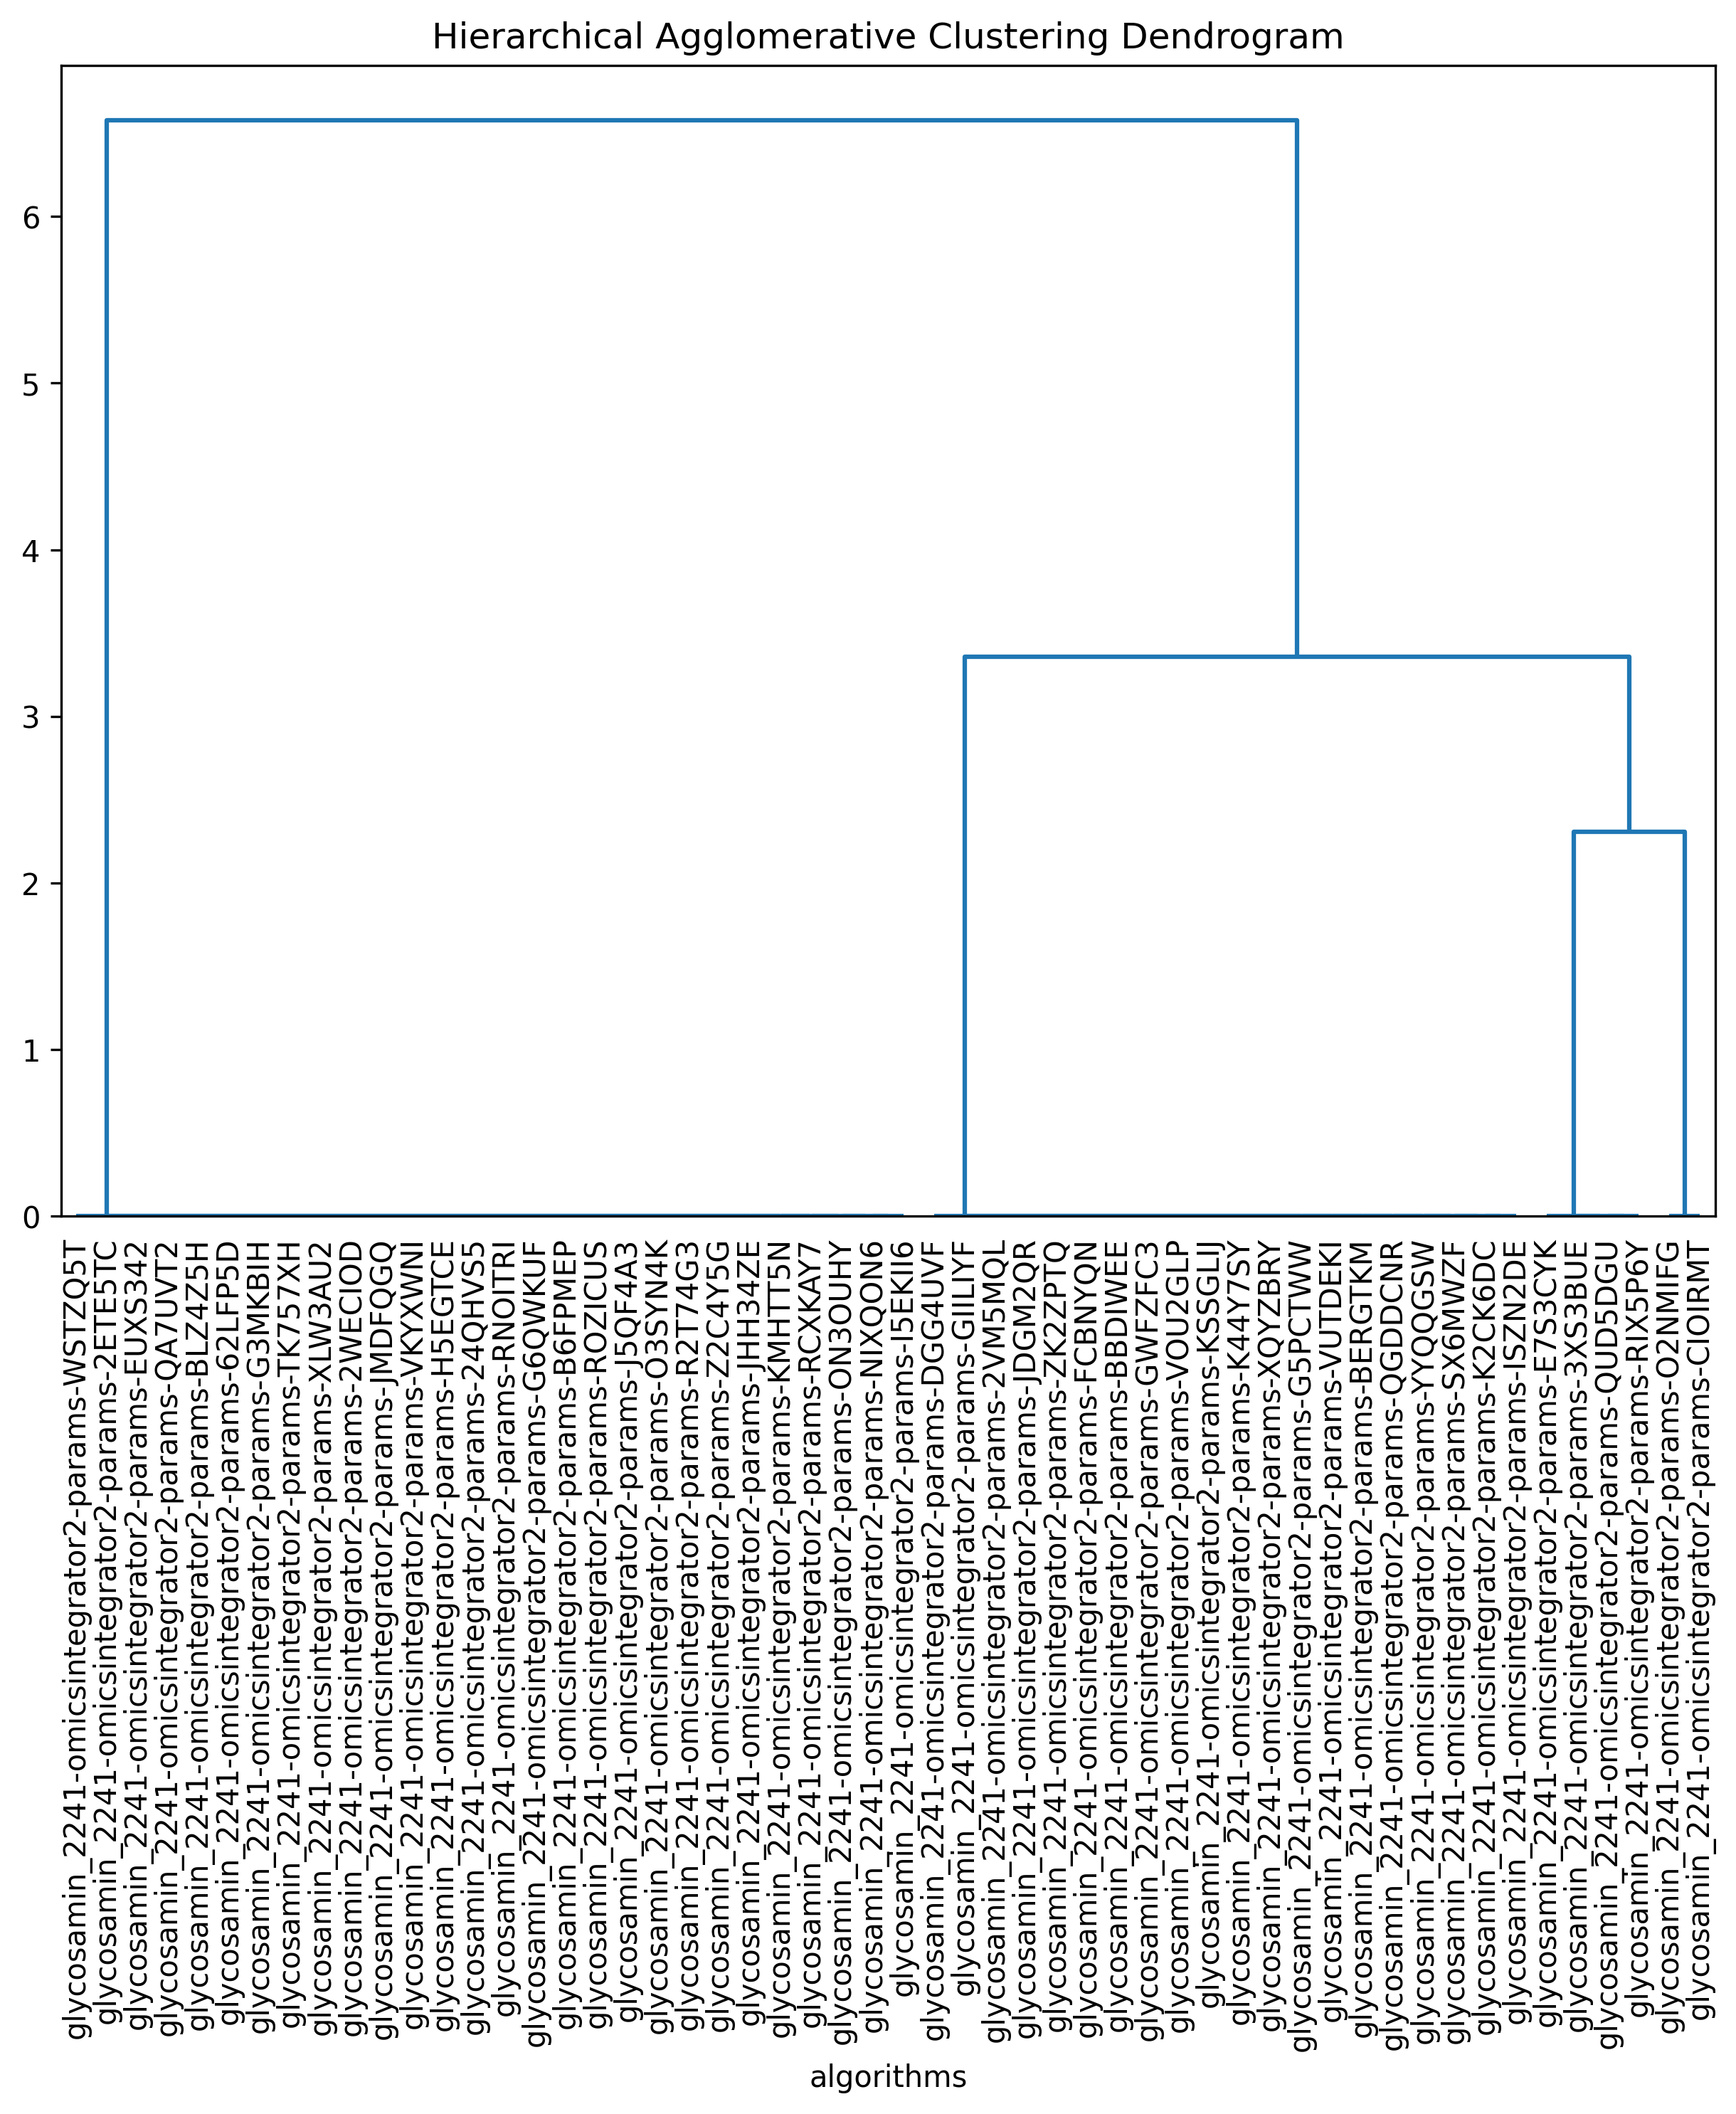 Hierarchical Agglomerative Clustering Dendrogram
6
5
4
3
2
1
0
glycosamin_2241-omicsintegrator2-params-WSTZQ5T
glycosamin_2241-omicsintegrator2-params-2ETE5TC
glycosamin_2241-omicsintegrator2-params-EUXS342
glycosamin_2241-omicsintegrator2-params-QA7UVT2
glycosamin_2241-omicsintegrator2-params-BLZ4Z5H
glycosamin_2241-omicsintegrator2-params-62LFP5D
glycosamin_2241-omicsintegrator2-params-G3MKBIH
glycosamin_2241-omicsintegrator2-params-TK757XH
glycosamin_2241-omicsintegrator2-params-XLW3AU2
glycosamin_2241-omicsintegrator2-params-2WECIOD
glycosamin_2241-omicsintegrator2-params-JMDFQGQ
glycosamin_2241-omicsintegrator2-params-VKYXWNI
glycosamin_2241-omicsintegrator2-params-H5EGTCE
glycosamin_2241-omicsintegrator2-params-24QHVS5
glycosamin_2241-omicsintegrator2-params-RNOITRI
glycosamin_2241-omicsintegrator2-params-G6QWKUF
glycosamin_2241-omicsintegrator2-params-B6FPMEP
glycosamin_2241-omicsintegrator2-params-ROZICUS
glycosamin_2241-omicsintegrator2-params-J5QF4A3
glycosamin_2241-omicsintegrator2-params-O3SYN4K
glycosamin_2241-omicsintegrator2-params-R2T74G3
glycosamin_2241-omicsintegrator2-params-Z2C4Y5G
glycosamin_2241-omicsintegrator2-params-JHH34ZE
glycosamin_2241-omicsintegrator2-params-KMHTT5N
glycosamin_2241-omicsintegrator2-params-RCXKAY7
glycosamin_2241-omicsintegrator2-params-ON3OUHY
glycosamin_2241-omicsintegrator2-params-NIXQON6
glycosamin_2241-omicsintegrator2-params-I5EKII6
glycosamin_2241-omicsintegrator2-params-DGG4UVF
glycosamin_2241-omicsintegrator2-params-GIILIYF
glycosamin_2241-omicsintegrator2-params-2VM5MQL
glycosamin_2241-omicsintegrator2-params-JDGM2QR
glycosamin_2241-omicsintegrator2-params-ZK2ZPTQ
glycosamin_2241-omicsintegrator2-params-FCBNYQN
glycosamin_2241-omicsintegrator2-params-BBDIWEE
glycosamin_2241-omicsintegrator2-params-GWFZFC3
glycosamin_2241-omicsintegrator2-params-VOU2GLP
glycosamin_2241-omicsintegrator2-params-KSSGLIJ
glycosamin_2241-omicsintegrator2-params-K44Y7SY
glycosamin_2241-omicsintegrator2-params-XQYZBRY
glycosamin_2241-omicsintegrator2-params-G5PCTWW
glycosamin_2241-omicsintegrator2-params-VUTDEKI
glycosamin_2241-omicsintegrator2-params-BERGTKM
glycosamin_2241-omicsintegrator2-params-QGDDCNR
glycosamin_2241-omicsintegrator2-params-YYQQGSW
glycosamin_2241-omicsintegrator2-params-SX6MWZF
glycosamin_2241-omicsintegrator2-params-K2CK6DC
glycosamin_2241-omicsintegrator2-params-ISZN2DE
glycosamin_2241-omicsintegrator2-params-E7S3CYK
glycosamin_2241-omicsintegrator2-params-3XS3BUE
glycosamin_2241-omicsintegrator2-params-QUD5DGU
glycosamin_2241-omicsintegrator2-params-RIX5P6Y
glycosamin_2241-omicsintegrator2-params-O2NMIFG
glycosamin_2241-omicsintegrator2-params-CIOIRMT
algorithms